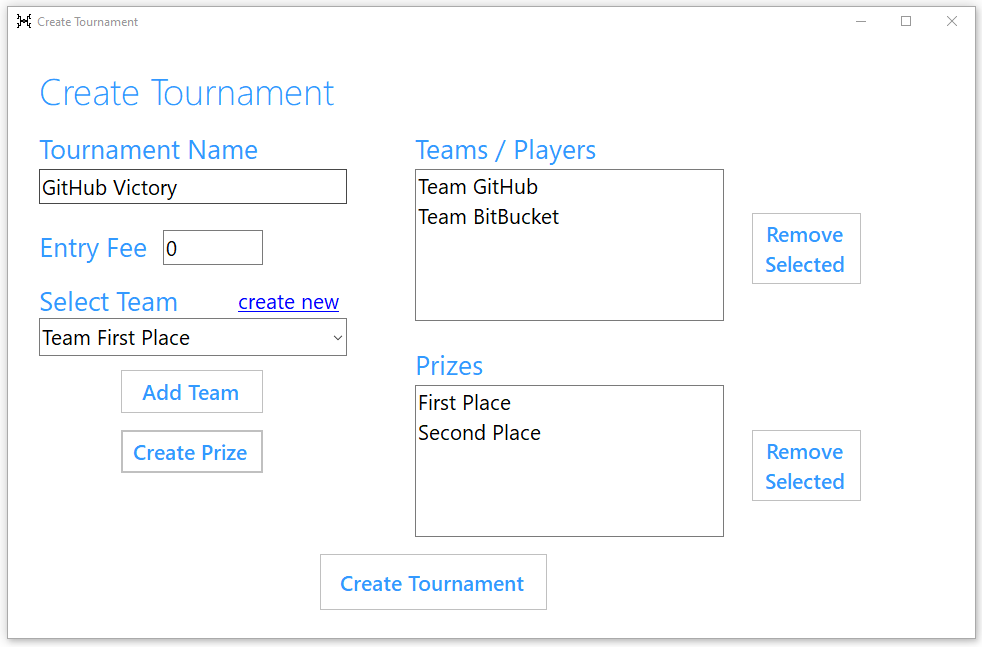 Create Tournament
Create Tournament
Tournament Name
GitHub Victory
Entry Fee 0
Select Team create new
Team First Place
Add Team
Create Prize
Teams / Players
Team GitHub
Team BitBucket
Remove
Selected
Prizes
First Place
Second Place
Remove
Selected
Create Tournament